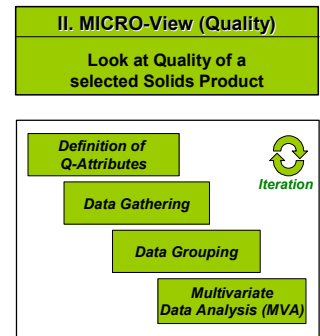 II. MICRO-View (Quality)
Look at Quality of a
selected Solids Product
Definition of
Q-Attributes
Iteration
Data Gathering
Data Grouping
Multivariate
Data Analysis (MVA)